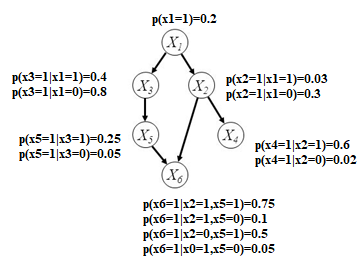 p(x1=1)=0.2
X1
p(x3=1|x1=1)=0.4
p(x3=1|x1=0)=0.8
X3
X2
p(x2=1|x1=1)=0.03
p(x2=1|x1=0)=0.3
p(x5=1|x3=1)=0.25
p(x5=1|x3=0)=0.05
X5
X4
p(x4=1|x2=1)=0.6
p(x4=1|x2=0)=0.02
X6
p(x6=1|x2=1,x5=1)=0.75
p(x6=1|x2=1,x5=0)=0.1
p(x6=1|x2=0,x5=1)=0.5
p(x6=1|x0=1,x5=0)=0.05